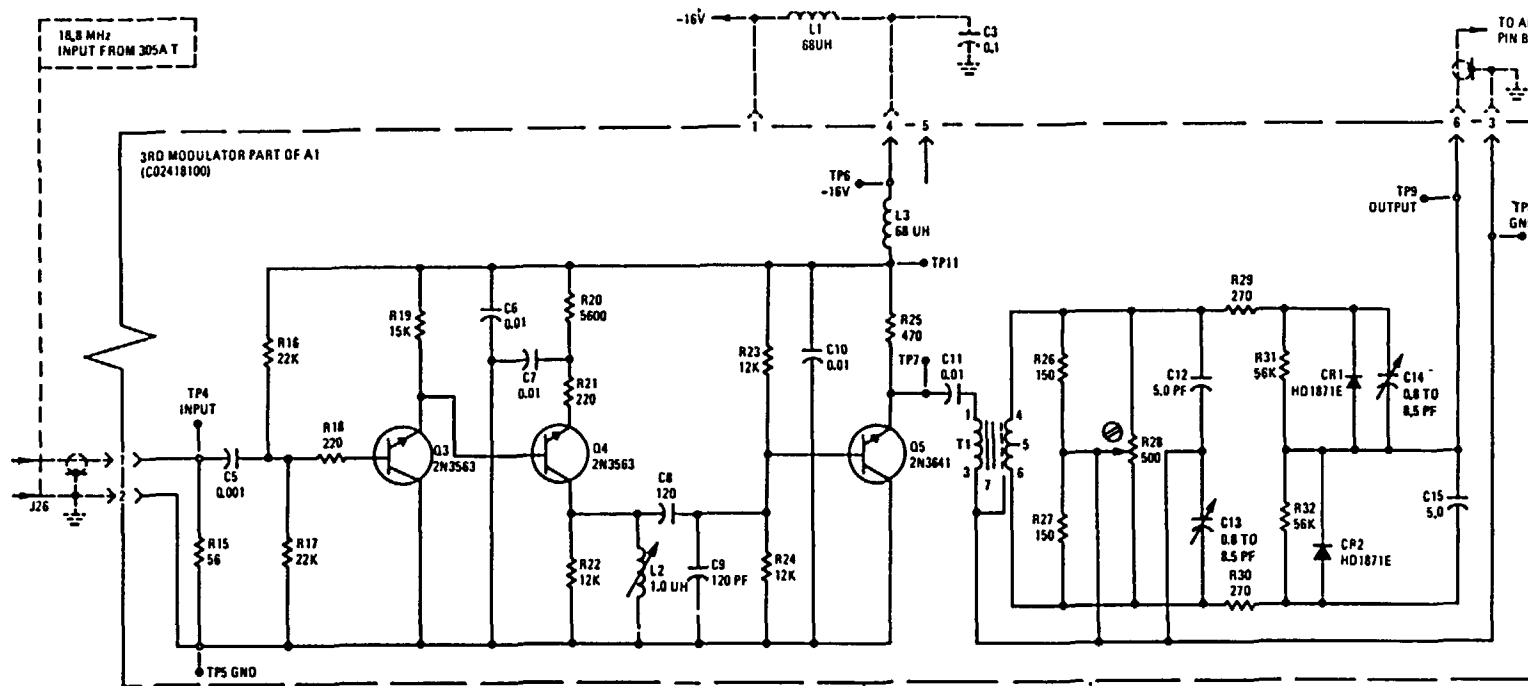 18.8 MHz
INPUT FROM 305A T
-16V
L1
68UH
C3
0.1
TO A
PIN B
1
4
5
6
3
3RD MODULATOR PART OF A1
(C02418100)
TP6
-16V
L3
68 UH
TP11
TP9
OUTPUT
GN
R16
22K
R19
15K
C6
0.01
R20
5600
C7
0.01
R21
220
R23
12K
C10
0.01
R25
470
TP7
C11
0.01
R29
270
R26
150
C12
5.0 PF
R31
56K
CR1
HD1871E
C14
0.8 TO
8.5 PF
TP4
INPUT
R18
220
Q3
2N3563
Q4
2N3563
Q5
2N3641
1
T1
3
7
4
5
6
R28
500
1
2
J26
C5
0.001
C8
120
R15
56
R17
22K
R22
12K
L2
1.0 UH
C9
120 PF
R24
12K
R27
150
C13
0.8 TO
8.5 PF
R32
56K
CR2
HD1871E
C15
5.0
R30
270
TP5 GND